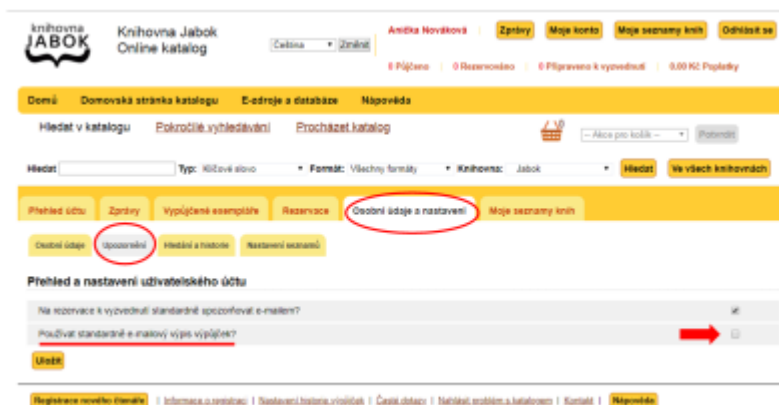 knihovna
JABOK
Knihovna Jabok
Online katalog
Čeština Změnit
Anička Nováková Zprávy Moje konto Moje seznamy knih Odhlásit se
0 Půjčeno 0 Rezervováno 0 Připraveno k vyzvednutí 0.00 Kč Poplatky
Domů Domovská stránka katalogu E-zdroje a databáze Nápověda
Hledat v katalogu Pokročilé vyhledávání Procházet katalog 0 -- Akce pro košík -- Potvrdit
Hledat Typ: Klíčové slovo Formát: Všechny formáty Knihovna: Jabok Hledat Ve všech knihovnách
Přehled účtu Zprávy Vypůjčené exempláře Rezervace Osobní údaje a nastavení Moje seznamy knih
Osobní údaje Upozornění Hledání a historie Nastavení seznamů
Přehled a nastavení uživatelského účtu
Na rezervace k vyzvednutí standardně upozorňovat e-mailem?
Používat standardně e-mailový výpis výpůjček?
Uložit
Registrace nového čtenáře | Informace o registraci | Nastavení historie výpůjček | Časté dotazy | Nahlásit problém s katalogem | Kontakt | Nápověda